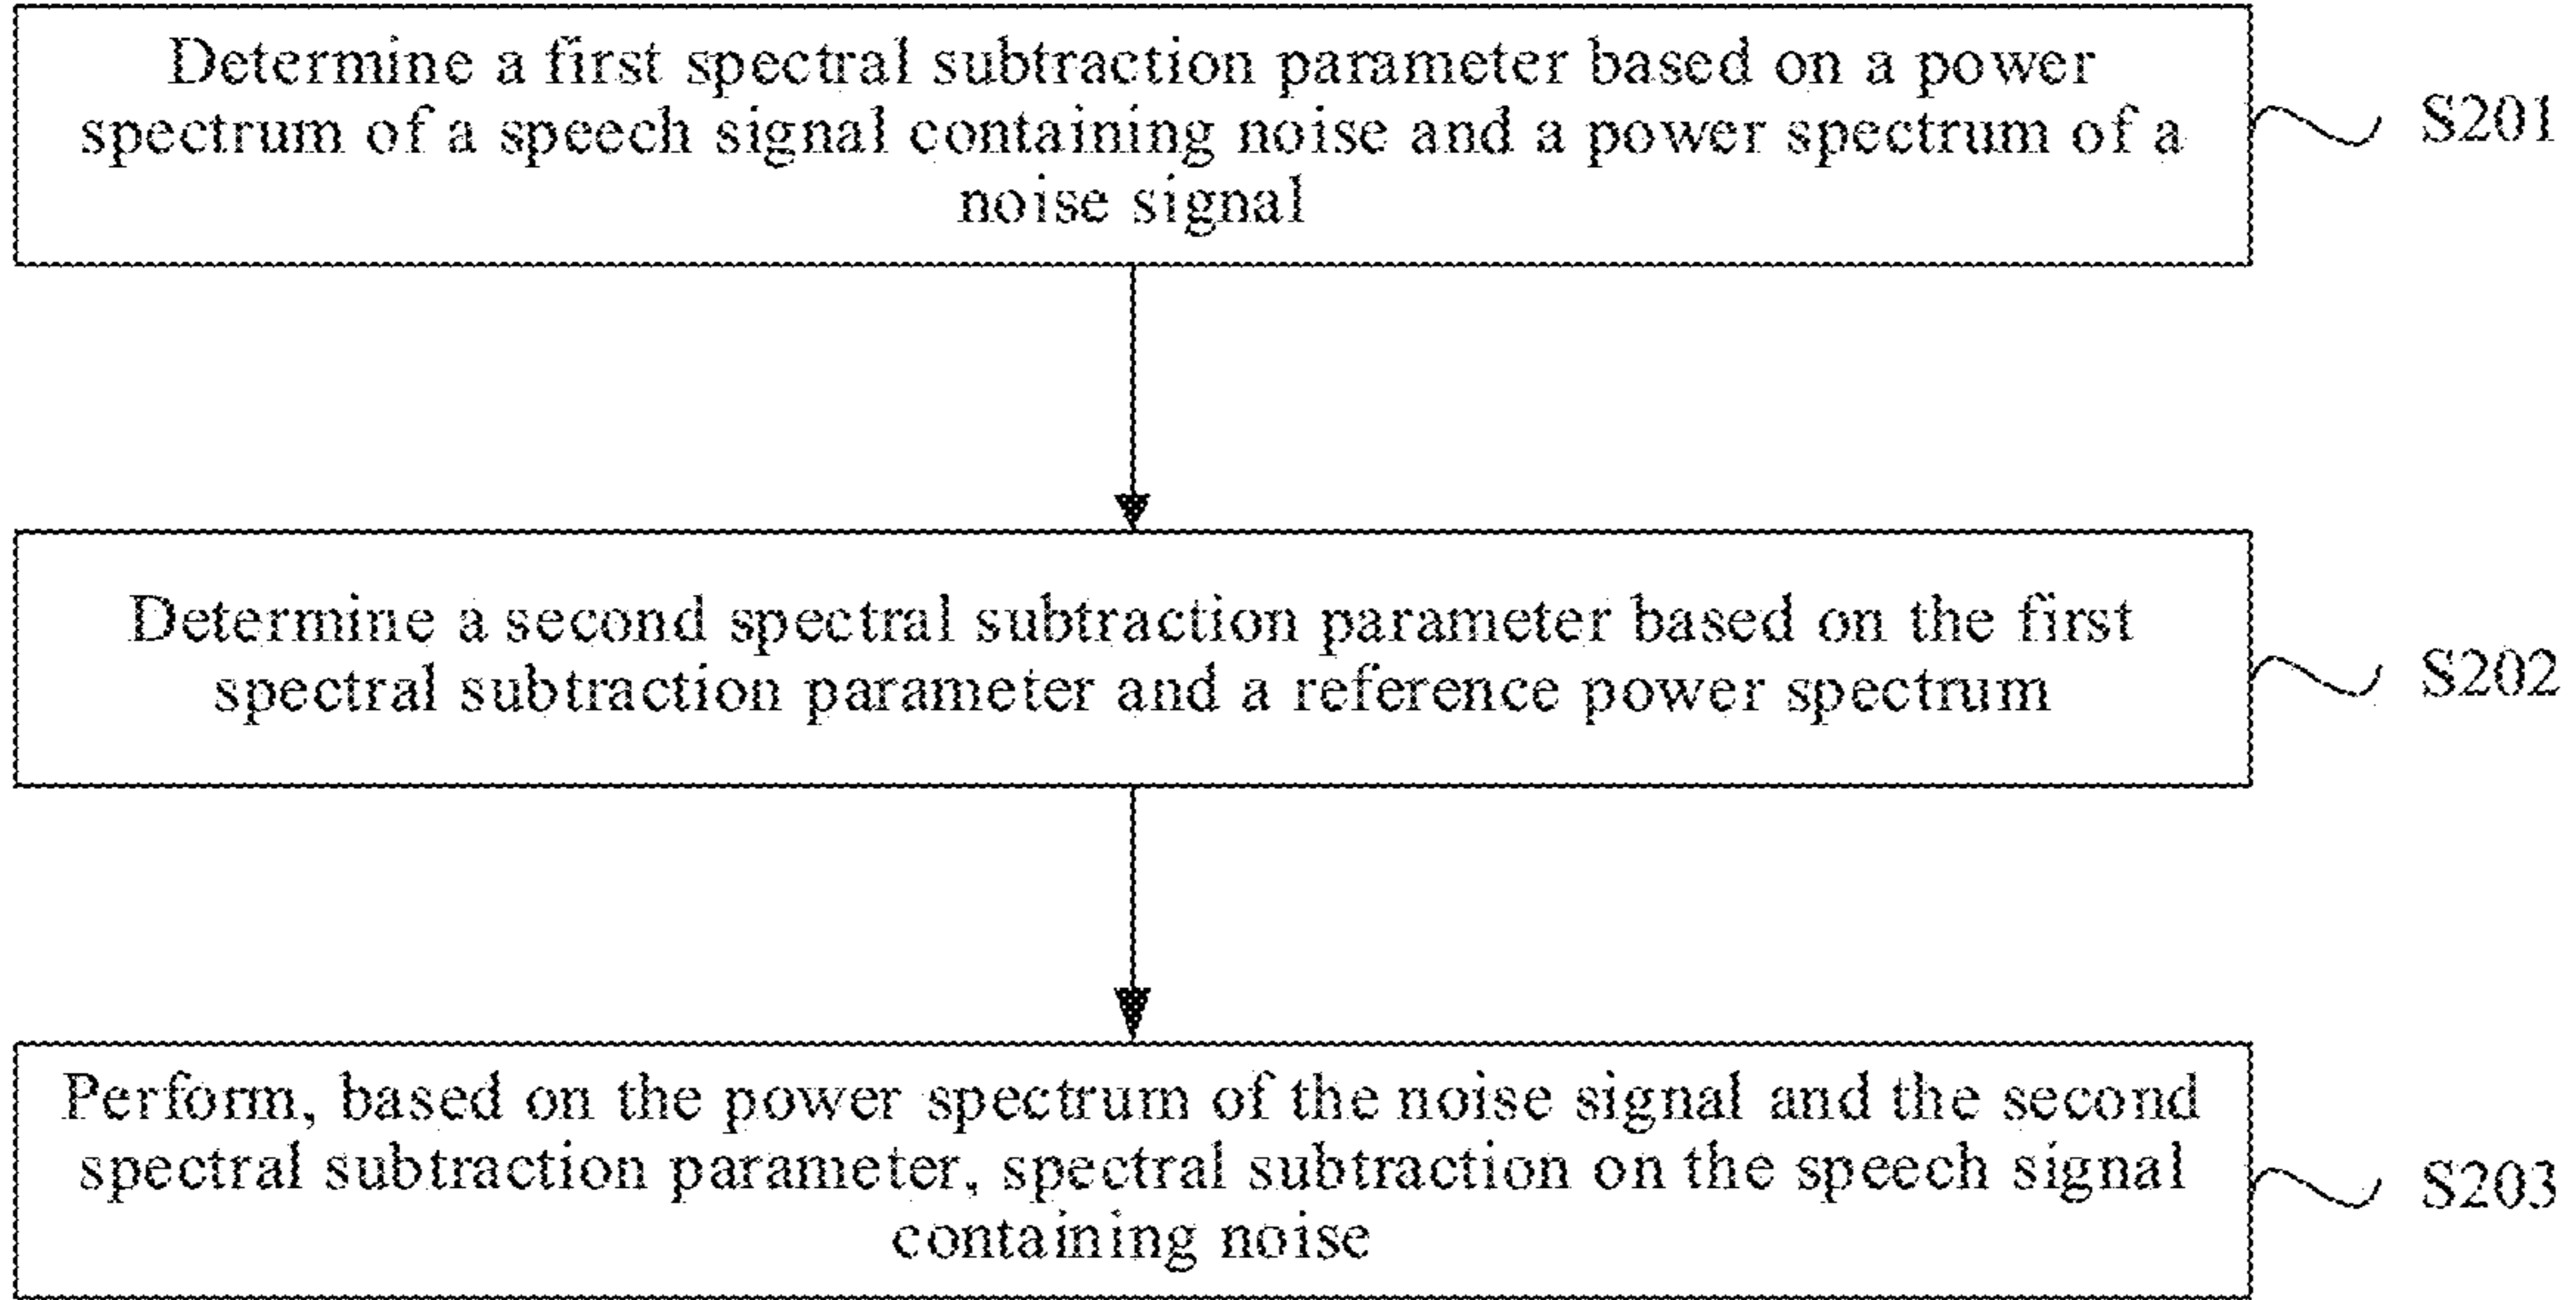 Determine a first spectral subtraction parameter based on a power
spectrum of a speech signal containing noise and a power spectrum of a
noise signal
S201
Determine a second spectral subtraction parameter based on the first
spectral subtraction parameter and a reference power spectrum
S202
Perform, based on the power spectrum of the noise signal and the second
spectral subtraction parameter, spectral subtraction on the speech signal
containing noise
S203